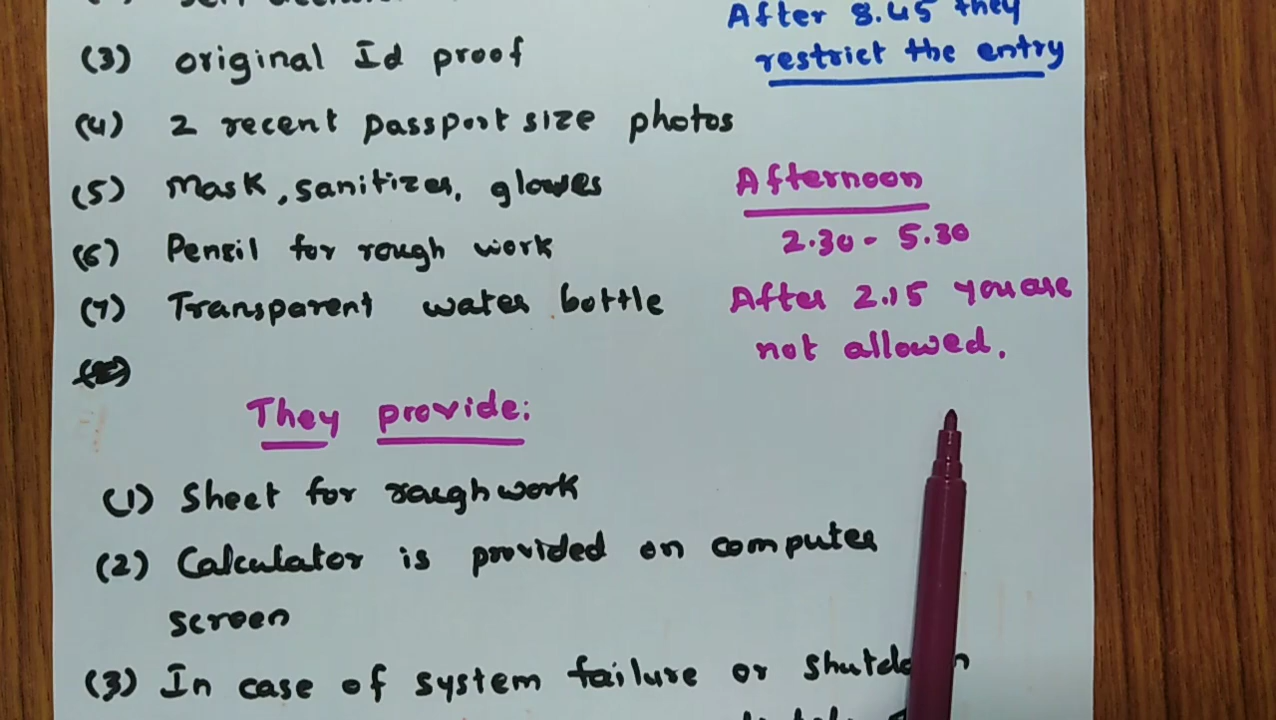 After 8.45 they
restrict the entry
(3) original Id proof
(4) 2 recent passport size photos
(5) Mask, sanitizer, gloves
(6) Pencil for rough work
(7) Transparent water bottle
Afternoon
2.30 - 5.30
After 2.15 you are
not allowed.
They provide:
(1) Sheet for rough work
(2) Calculator is provided on computer
screen
(3) In case of system failure or